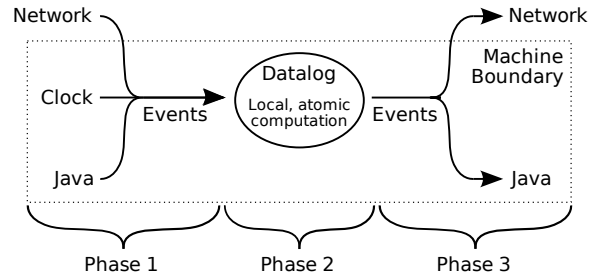 Network
Network
Machine
Boundary
Datalog
Local, atomic
computation
Clock
Events
Events
Java
Java
Phase 1
Phase 2
Phase 3